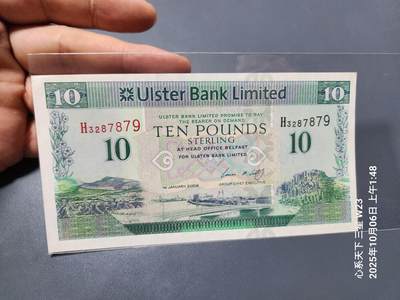 10 Ulster Bank Limited 10
ULSTER BANK LIMITED PROMISE TO PAY
THE BEARER ON DEMAND
H3287879 TEN POUNDS H3287879
STERLING
10 AT HEAD OFFICE, BELFAST 10
FOR ULSTER BANK LIMITED
GROUP CHIEF EXECUTIVE
心系天下 三星 W23
2025年10月06日 上午1:48